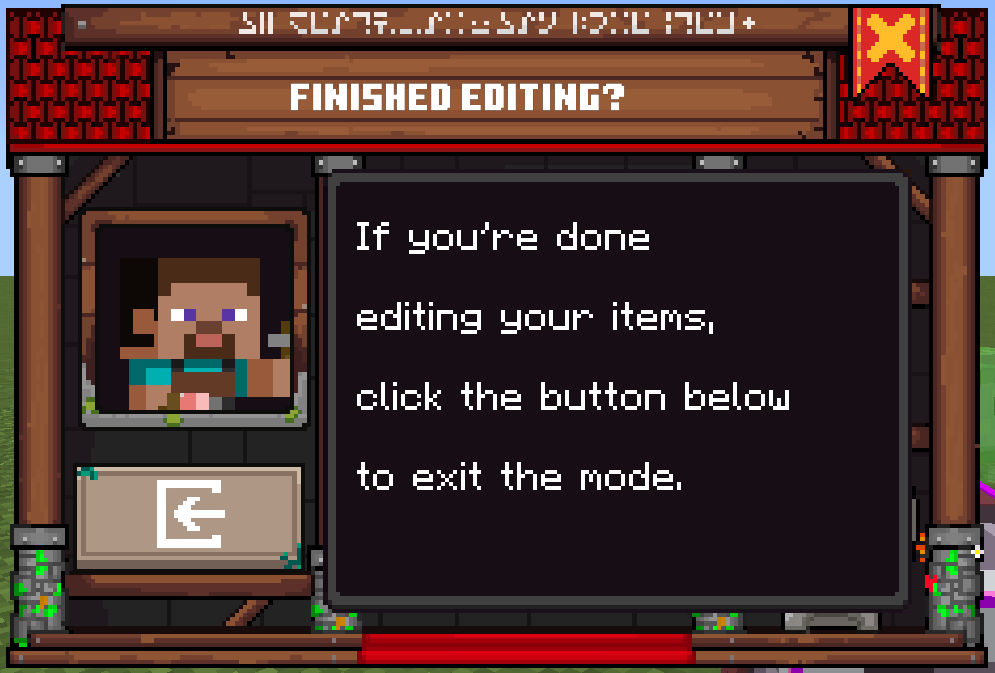 FINISHED EDITING?
If you're done
editing your items,
click the button below
to exit the mode.